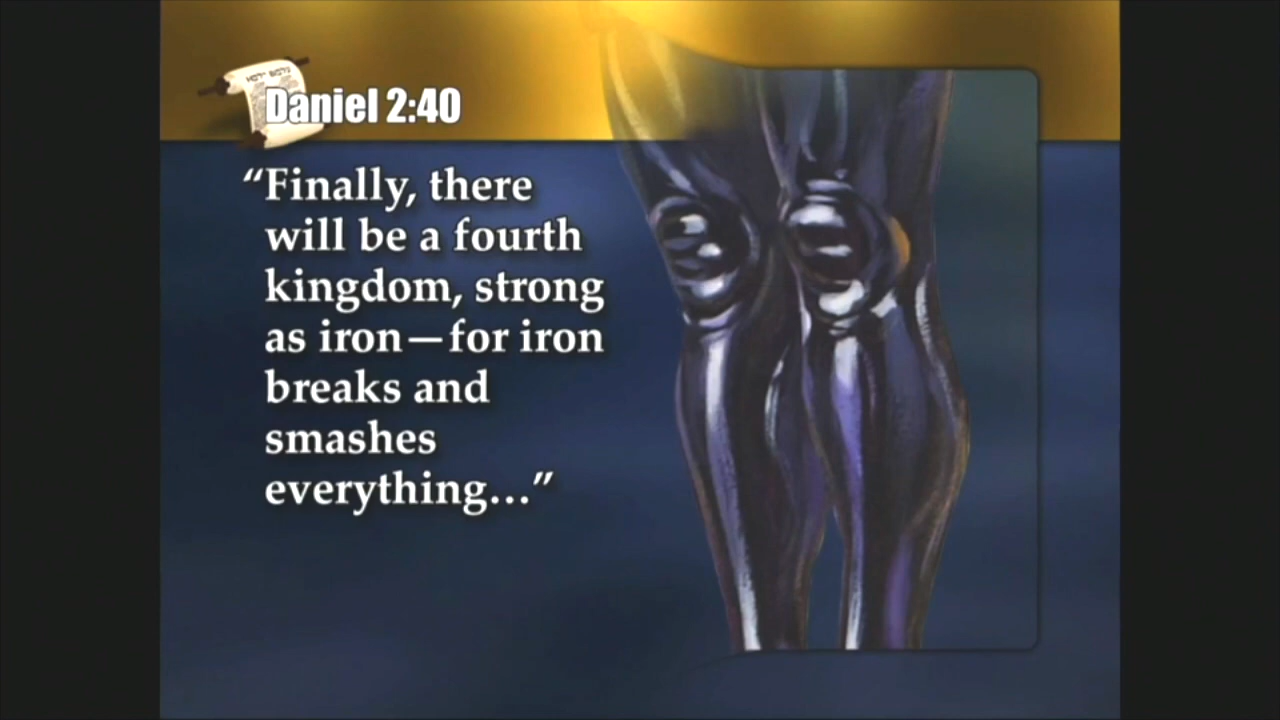 Daniel 2:40
“Finally, there
will be a fourth
kingdom, strong
as iron—for iron
breaks and
smashes
everything…”